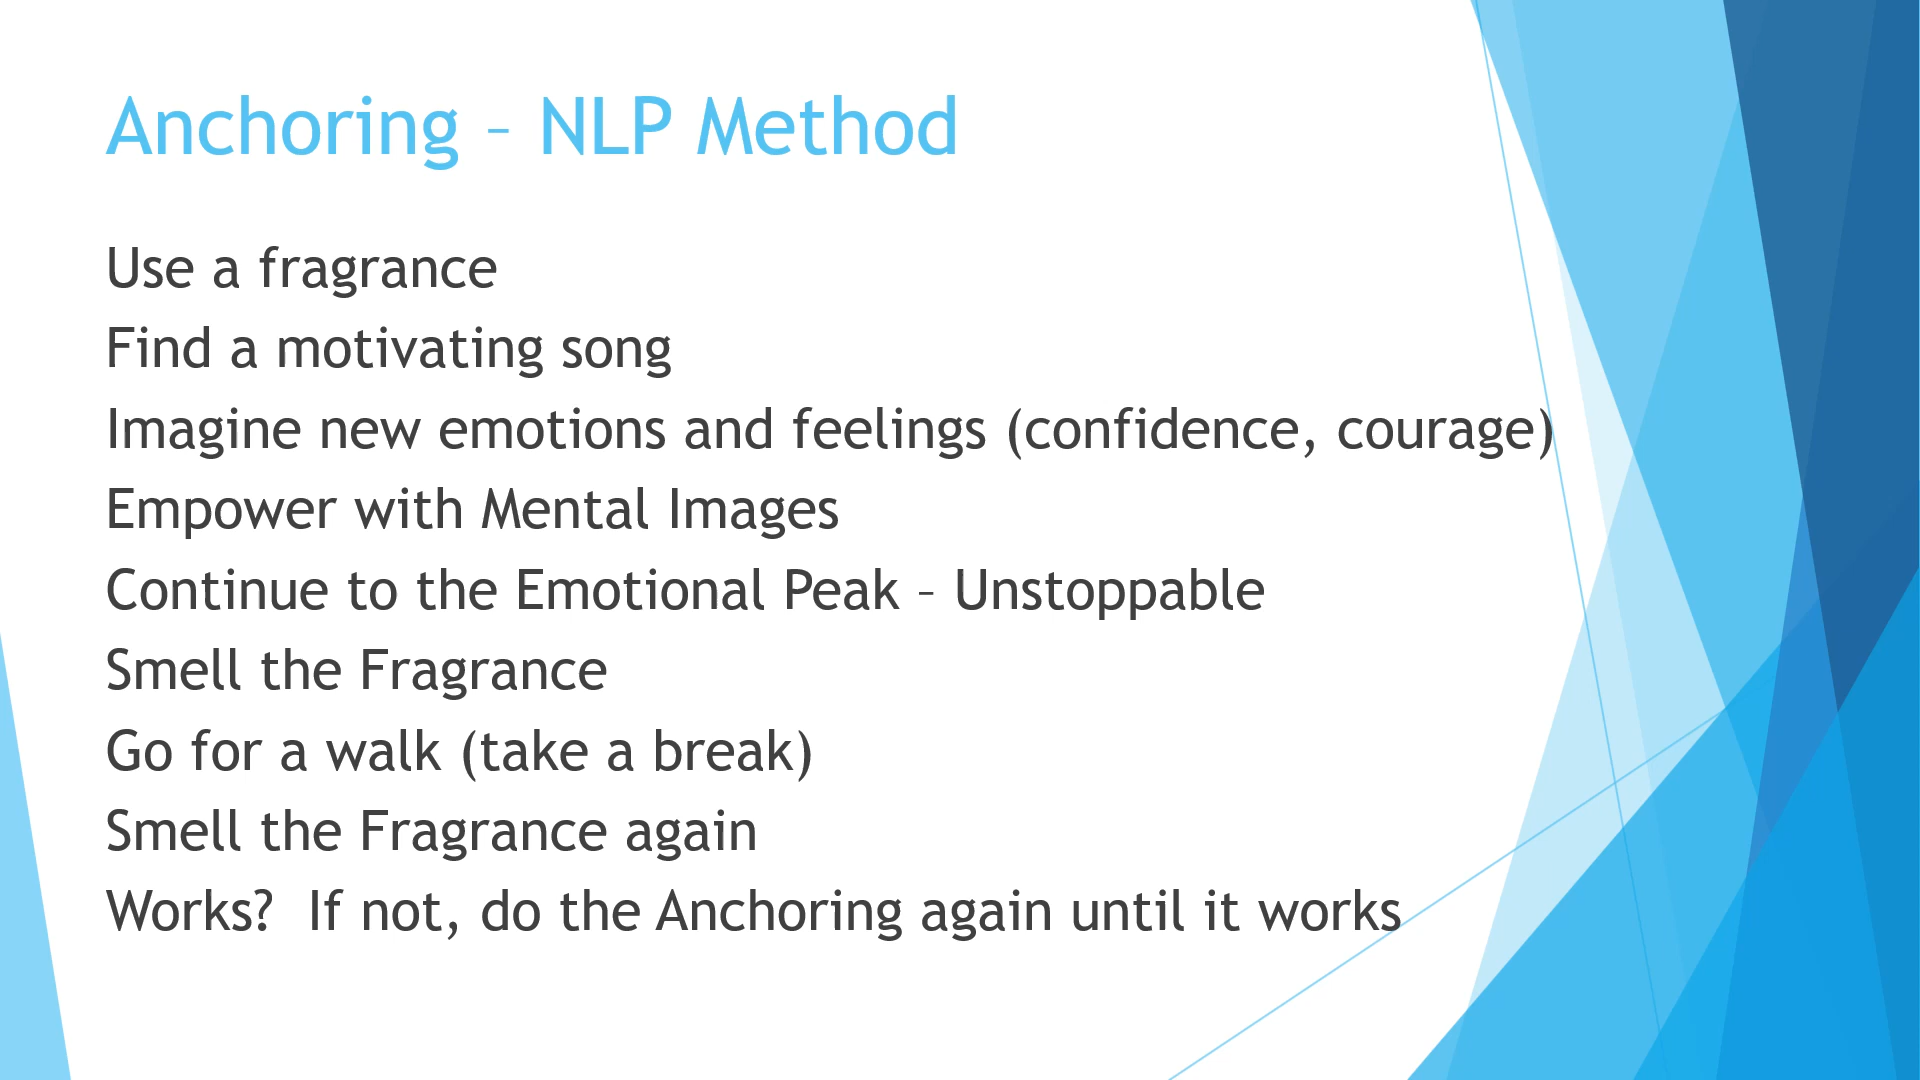 Anchoring – NLP Method
Use a fragrance
Find a motivating song
Imagine new emotions and feelings (confidence, courage)
Empower with Mental Images
Continue to the Emotional Peak – Unstoppable
Smell the Fragrance
Go for a walk (take a break)
Smell the Fragrance again
Works?  If not, do the Anchoring again until it works